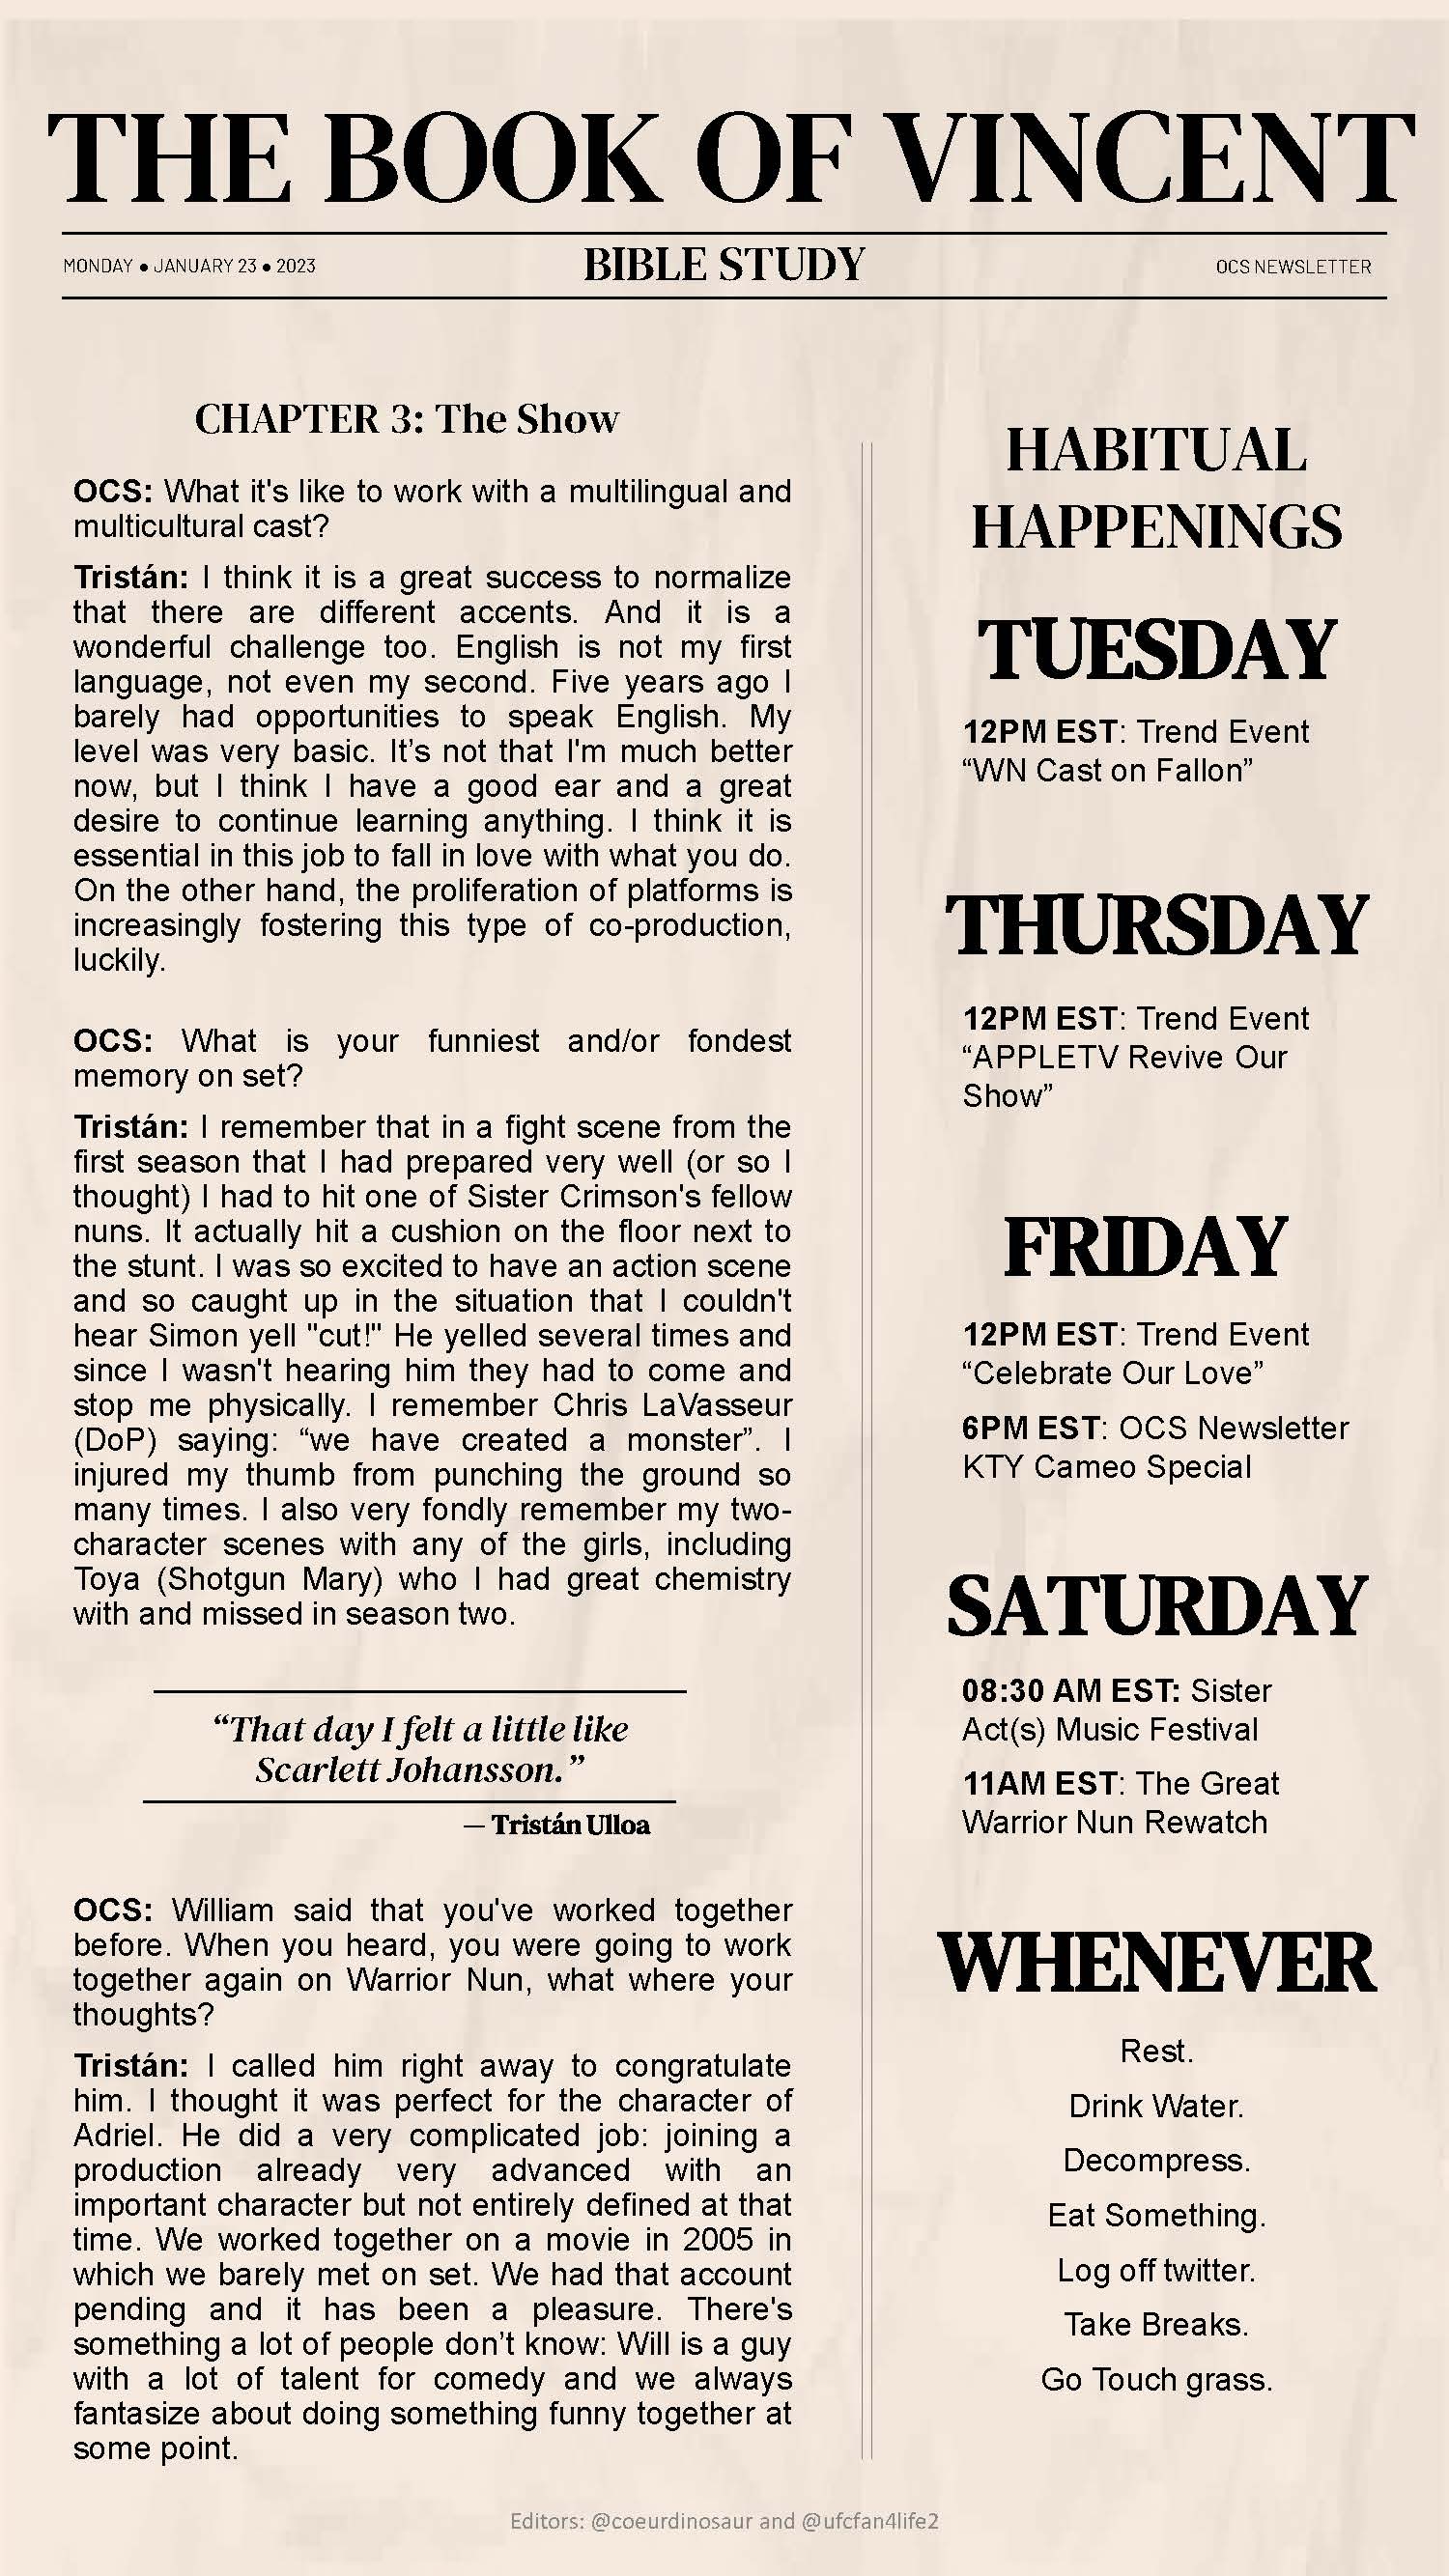 THE BOOK OF VINCENT
MONDAY ● JANUARY 23 ● 2023
BIBLE STUDY
OCS NEWSLETTER
CHAPTER 3: The Show
OCS: What it's like to work with a multilingual and
multicultural cast?
Tristán: I think it is a great success to normalize
that there are different accents. And it is a
wonderful challenge too. English is not my first
language, not even my second. Five years ago I
barely had opportunities to speak English. My
level was very basic. It’s not that I'm much better
now, but I think I have a good ear and a great
desire to continue learning anything. I think it is
essential in this job to fall in love with what you do.
On the other hand, the proliferation of platforms is
increasingly fostering this type of co-production,
luckily.
OCS: What is your funniest and/or fondest
memory on set?
Tristán: I remember that in a fight scene from the
first season that I had prepared very well (or so I
thought) I had to hit one of Sister Crimson's fellow
nuns. It actually hit a cushion on the floor next to
the stunt. I was so excited to have an action scene
and so caught up in the situation that I couldn't
hear Simon yell "cut!" He yelled several times and
since I wasn't hearing him they had to come and
stop me physically. I remember Chris LaVasseur
(DoP) saying: “we have created a monster”. I
injured my thumb from punching the ground so
many times. I also very fondly remember my two-
character scenes with any of the girls, including
Toya (Shotgun Mary) who I had great chemistry
with and missed in season two.
“That day I felt a little like
Scarlett Johansson.”
— Tristán Ulloa
OCS: William said that you've worked together
before. When you heard, you were going to work
together again on Warrior Nun, what where your
thoughts?
Tristán: I called him right away to congratulate
him. I thought it was perfect for the character of
Adriel. He did a very complicated job: joining a
production already very advanced with an
important character but not entirely defined at that
time. We worked together on a movie in 2005 in
which we barely met on set. We had that account
pending and it has been a pleasure. There's
something a lot of people don’t know: Will is a guy
with a lot of talent for comedy and we always
fantasize about doing something funny together at
some point.
HABITUAL
HAPPENINGS
TUESDAY
12PM EST: Trend Event
“WN Cast on Fallon”
THURSDAY
12PM EST: Trend Event
“APPLETV Revive Our
Show”
FRIDAY
12PM EST: Trend Event
“Celebrate Our Love”
6PM EST: OCS Newsletter
KTY Cameo Special
SATURDAY
08:30 AM EST: Sister
Act(s) Music Festival
11AM EST: The Great
Warrior Nun Rewatch
WHENEVER
Rest.
Drink Water.
Decompress.
Eat Something.
Log off twitter.
Take Breaks.
Go Touch grass.
Editors: @coeurdinosaur and @ufcfan4life2